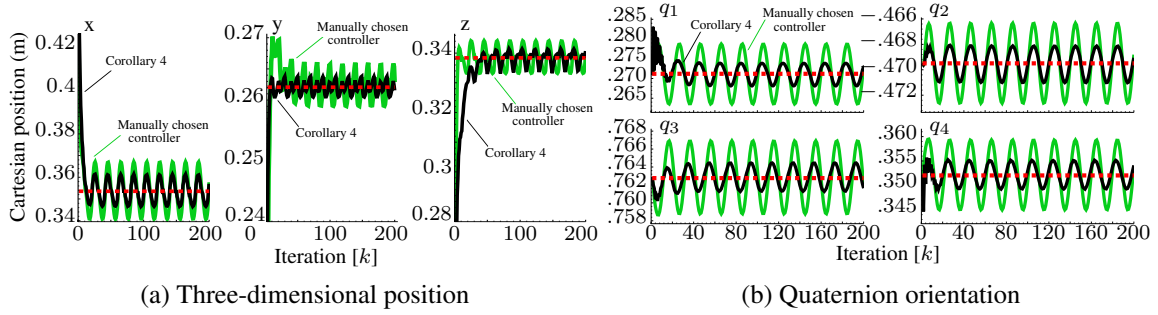 x
Cartesian position (m)
0.42
0.4
0.38
0.36
0.34
Corollary 4
Manually chosen
controller
0
100
200
y
0.27
0.26
0.25
0.24
Manually chosen
controller
Corollary 4
100
200
z
0.34
0.32
0.3
0.28
Manually chosen
controller
Corollary 4
100
200
Iteration [k]
(a) Three-dimensional position
q1
.285
.280
.275
.270
.265
Corollary 4
Manually chosen
controller
q2
—.466
—
—.470
—.472
q3
.768
.766
.764
.762
.760
.758
0 40 80 120 160 200
q4
.360
.355
.350
.345
0 40 80 120 160 200
Iteration [k]
(b) Quaternion orientation